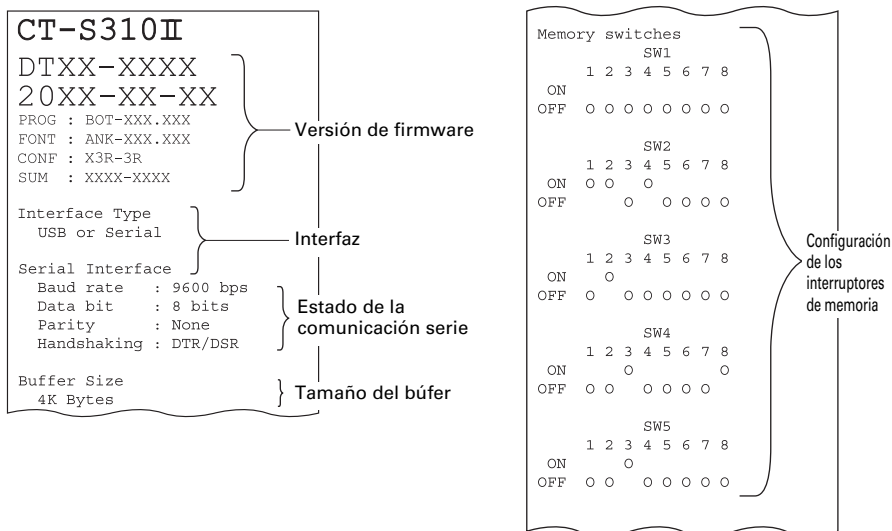 CT-S310Ⅱ
DTXX-XXXX
20XX-XX-XX
PROG : BOT-XXX.XXX
FONT : ANK-XXX.XXX
CONF : X3R-3R
SUM : XXXX-XXXX
Versión de firmware
Interface Type
USB or Serial
Interfaz
Serial Interface
Baud rate : 9600 bps
Data bit : 8 bits
Parity : None
Handshaking : DTR/DSR
Estado de la
comunicación serie
Buffer Size
4K Bytes
Tamaño del búfer
Memory switches
SW1
1 2 3 4 5 6 7 8
ON
OFF O O O O O O O O
SW2
1 2 3 4 5 6 7 8
ON O O O
OFF O O O O O
SW3
1 2 3 4 5 6 7 8
ON O
OFF O O O O O O O
SW4
1 2 3 4 5 6 7 8
ON O O
OFF O O O O O O
SW5
1 2 3 4 5 6 7 8
ON O
OFF O O O O O O O
Configuración
de los
interruptores
de memoria